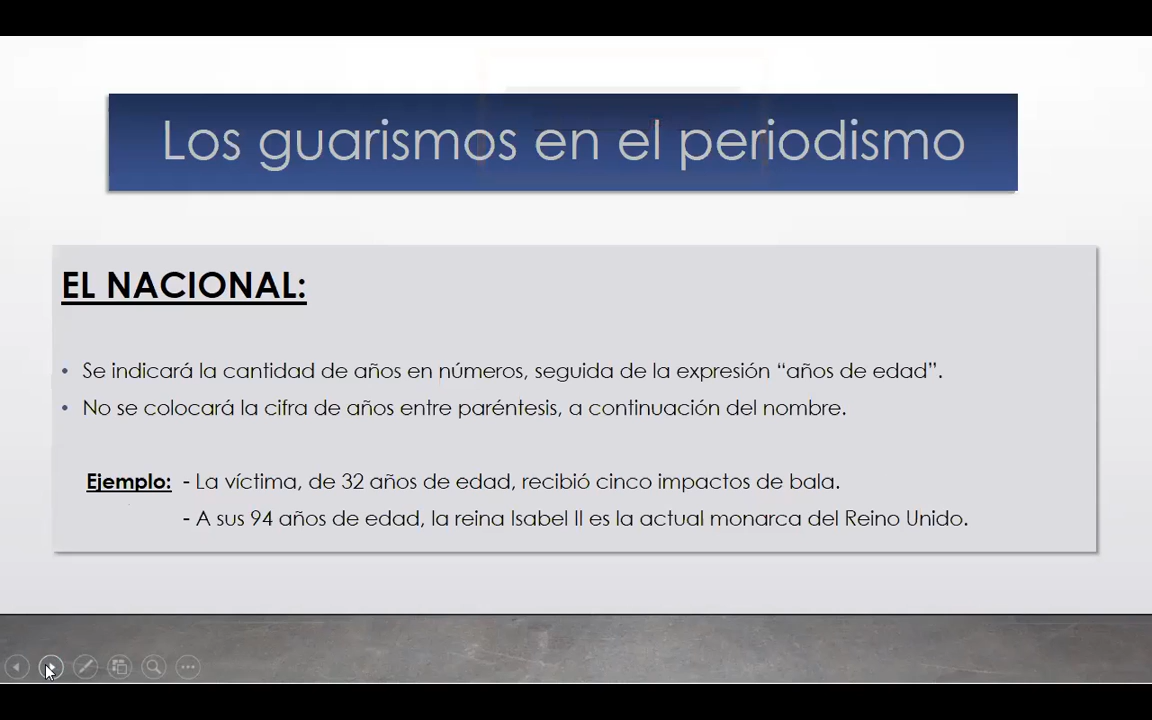 Los guarismos en el periodismo
EL NACIONAL:
• Se indicará la cantidad de años en números, seguida de la expresión “años de edad”.
• No se colocará la cifra de años entre paréntesis, a continuación del nombre.
Ejemplo: - La víctima, de 32 años de edad, recibió cinco impactos de bala.
- A sus 94 años de edad, la reina Isabel II es la actual monarca del Reino Unido.